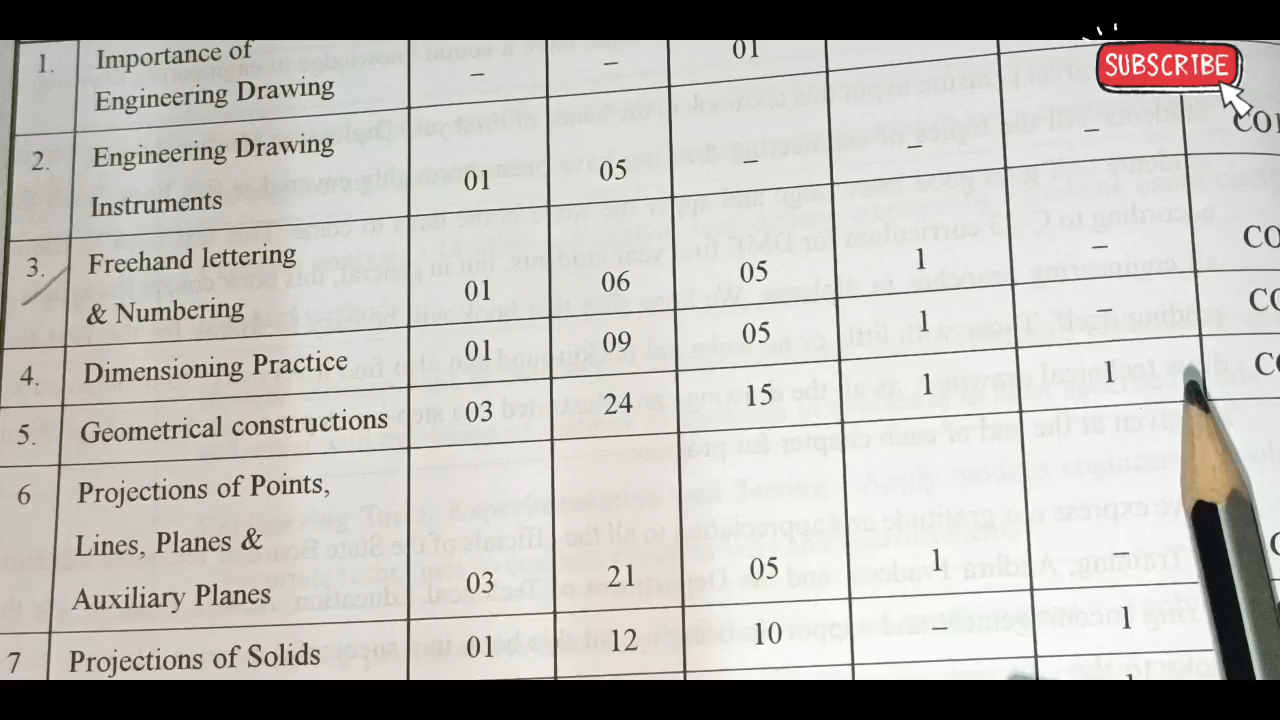 SUBSCRIBE
1. Importance of
Engineering Drawing – – 01
2. Engineering Drawing
Instruments 01 05 – – –
3. Freehand lettering
& Numbering 01 06 05 1 – CO
4. Dimensioning Practice 01 09 05 1 – CO
5. Geometrical constructions 03 24 15 1 1
6 Projections of Points,
Lines, Planes &
Auxiliary Planes 03 21 05 1 –
7 Projections of Solids 01 12 10 – 1